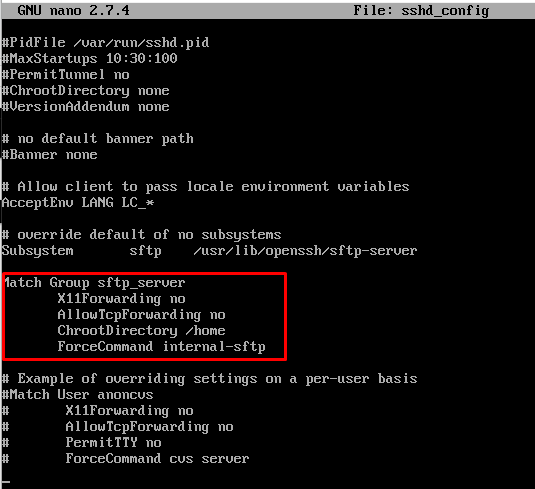 GNU nano 2.7.4 File: sshd_config
#PidFile /var/run/sshd.pid
#MaxStartups 10:30:100
#PermitTunnel no
#ChrootDirectory none
#VersionAddendum none
# no default banner path
#Banner none
# Allow client to pass locale environment variables
AcceptEnv LANG LC_*
# override default of no subsystems
Subsystem sftp /usr/lib/openssh/sftp-server
Match Group sftp_server
X11Forwarding no
AllowTcpForwarding no
ChrootDirectory /home
ForceCommand internal-sftp
# Example of overriding settings on a per-user basis
#Match User anoncvs
# X11Forwarding no
# AllowTcpForwarding no
# PermitTTY no
# ForceCommand cvs server